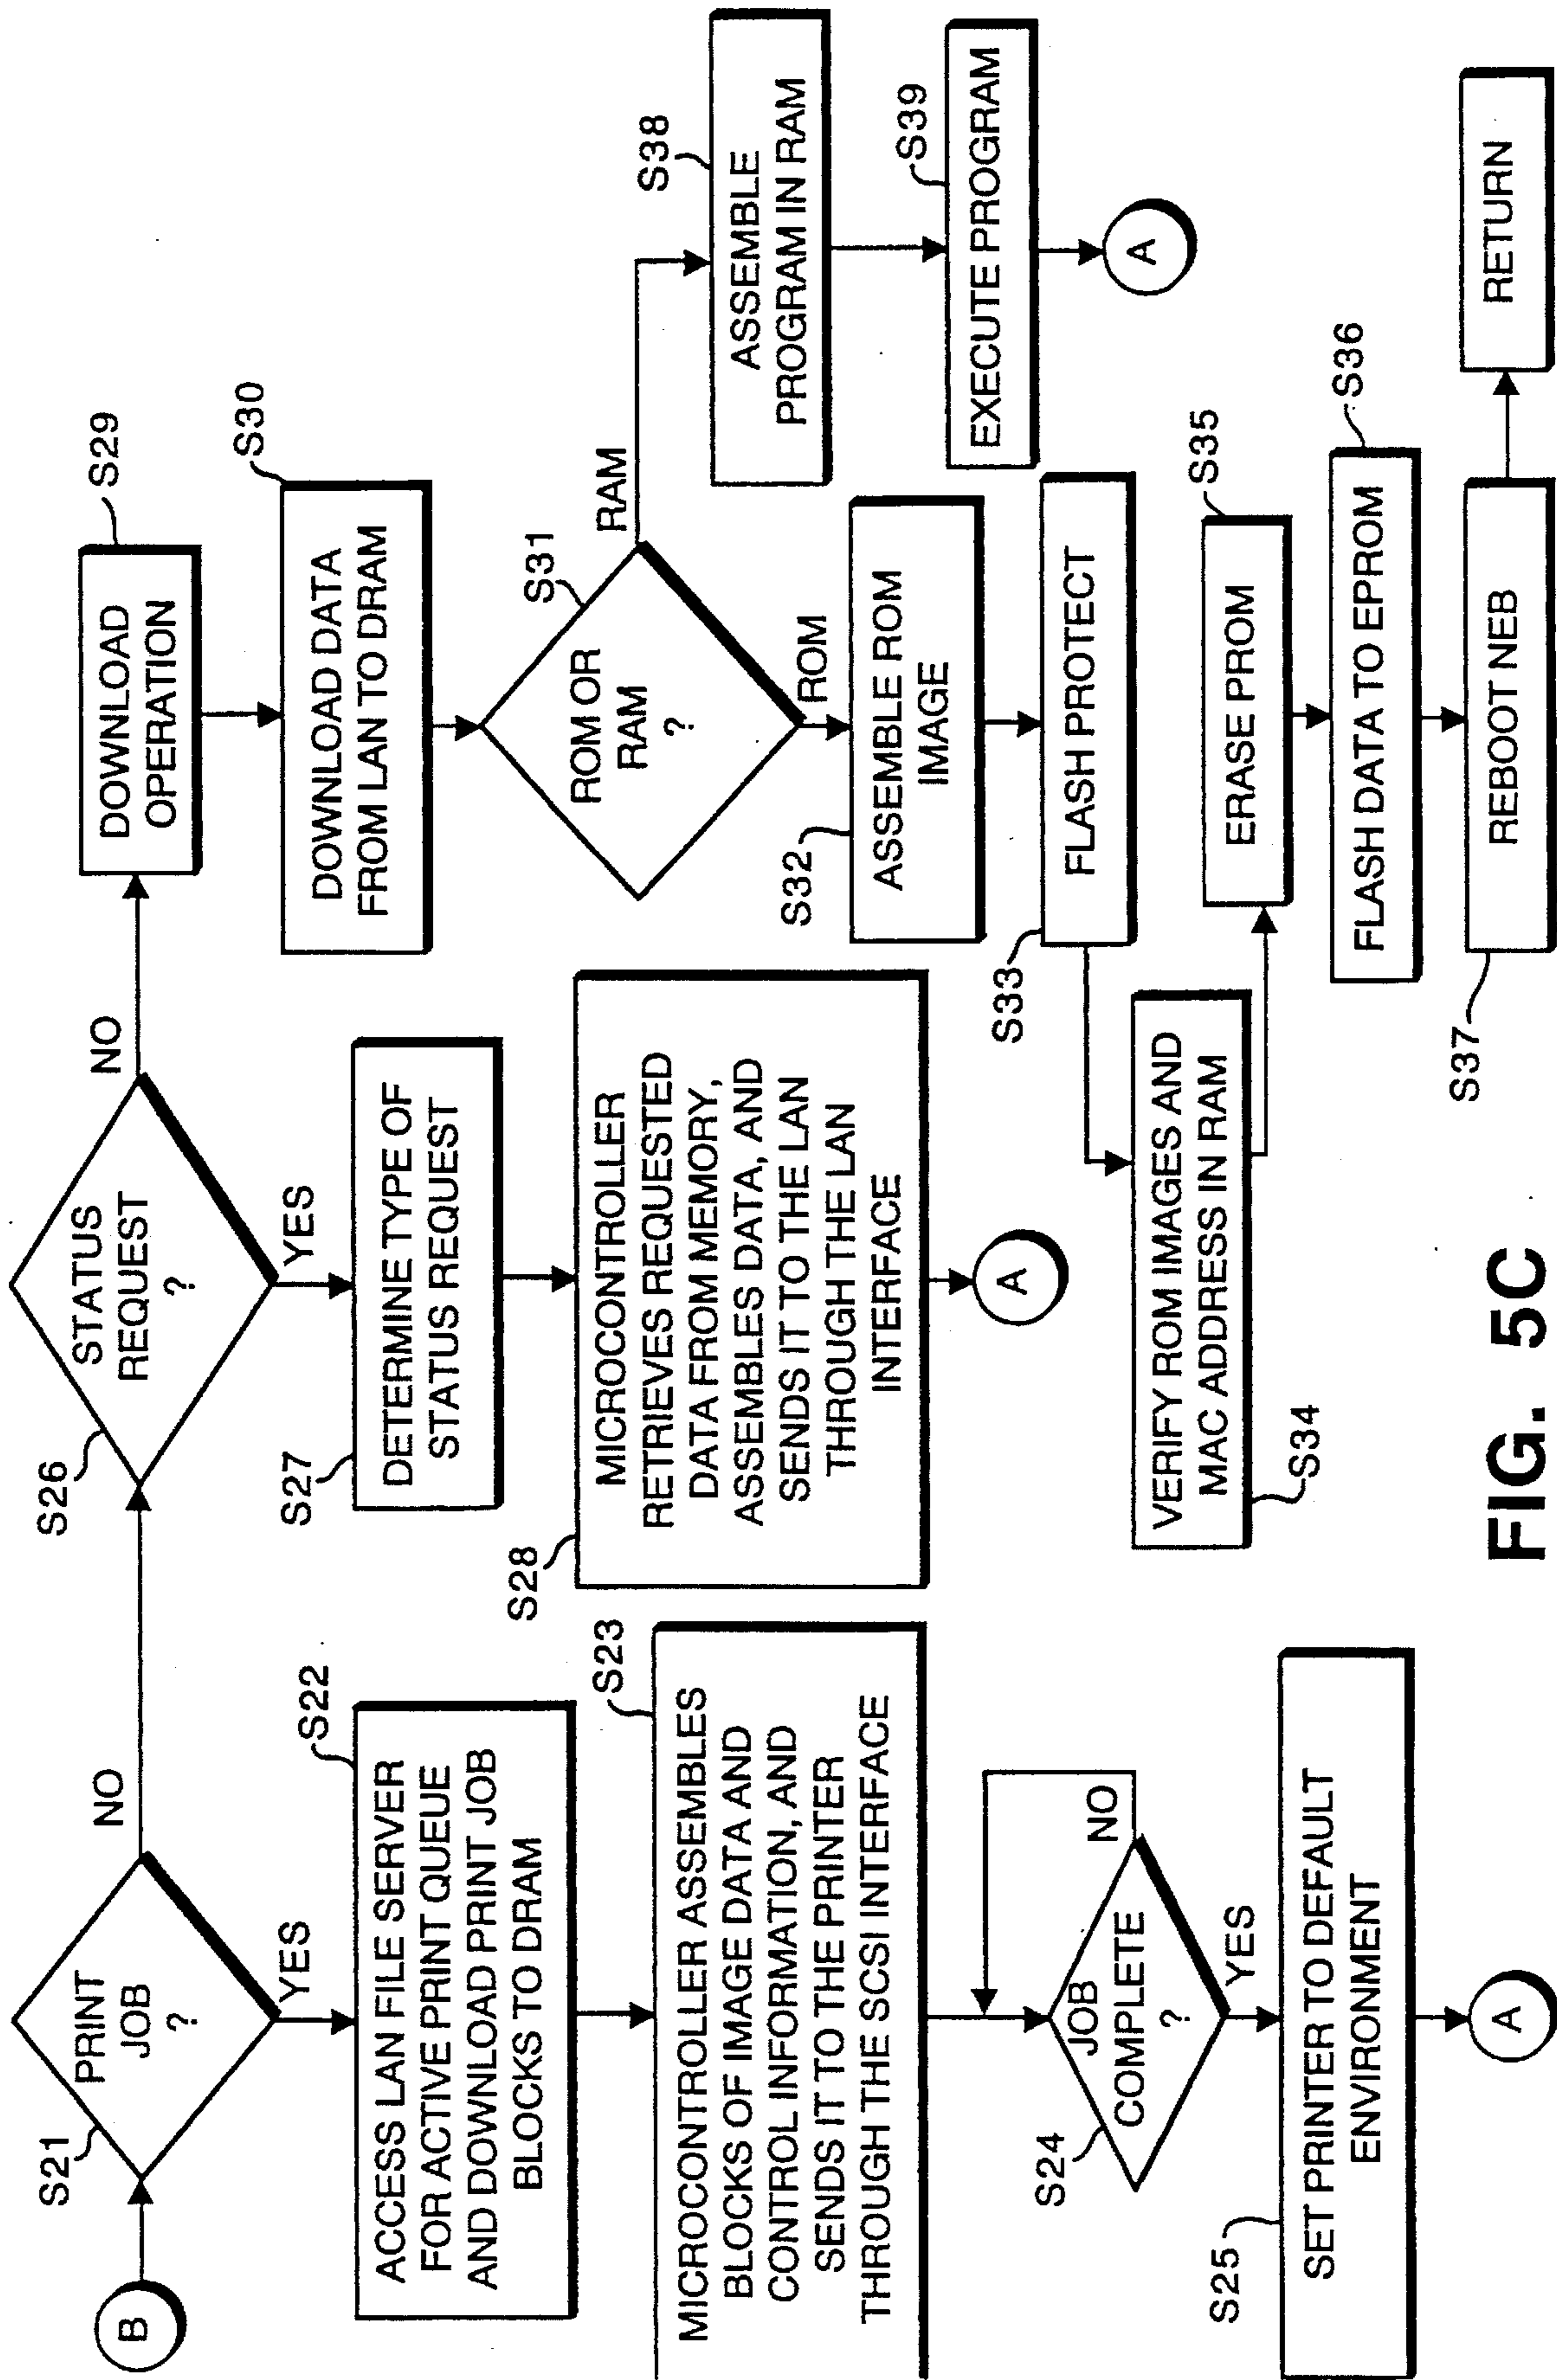 B
S21
PRINT
JOB
?
NO
YES
S22
ACCESS LAN FILE SERVER
FOR ACTIVE PRINT QUEUE
AND DOWNLOAD PRINT JOB
BLOCKS TO DRAM
S23
MICROCONTROLLER ASSEMBLES
BLOCKS OF IMAGE DATA AND
CONTROL INFORMATION, AND
SENDS IT TO THE PRINTER
THROUGH THE SCSI INTERFACE
S24
JOB
COMPLETE
?
NO
YES
S25
SET PRINTER TO DEFAULT
ENVIRONMENT
A
S26
STATUS
REQUEST
?
NO
YES
S27
DETERMINE TYPE OF
STATUS REQUEST
S28
MICROCONTROLLER
RETRIEVES REQUESTED
DATA FROM MEMORY,
ASSEMBLES DATA, AND
SENDS IT TO THE LAN
THROUGH THE LAN
INTERFACE
A
S29
DOWNLOAD
OPERATION
S30
DOWNLOAD DATA
FROM LAN TO DRAM
S31
ROM OR
RAM
?
RAM
ROM
S32
ASSEMBLE ROM
IMAGE
S33
FLASH PROTECT
VERIFY ROM IMAGES AND
MAC ADDRESS IN RAM
S34
S35
ERASE PROM
S36
FLASH DATA TO EPROM
S37
REBOOT NEB
RETURN
S38
ASSEMBLE
PROGRAM IN RAM
S39
EXECUTE PROGRAM
A
FIG. 5C